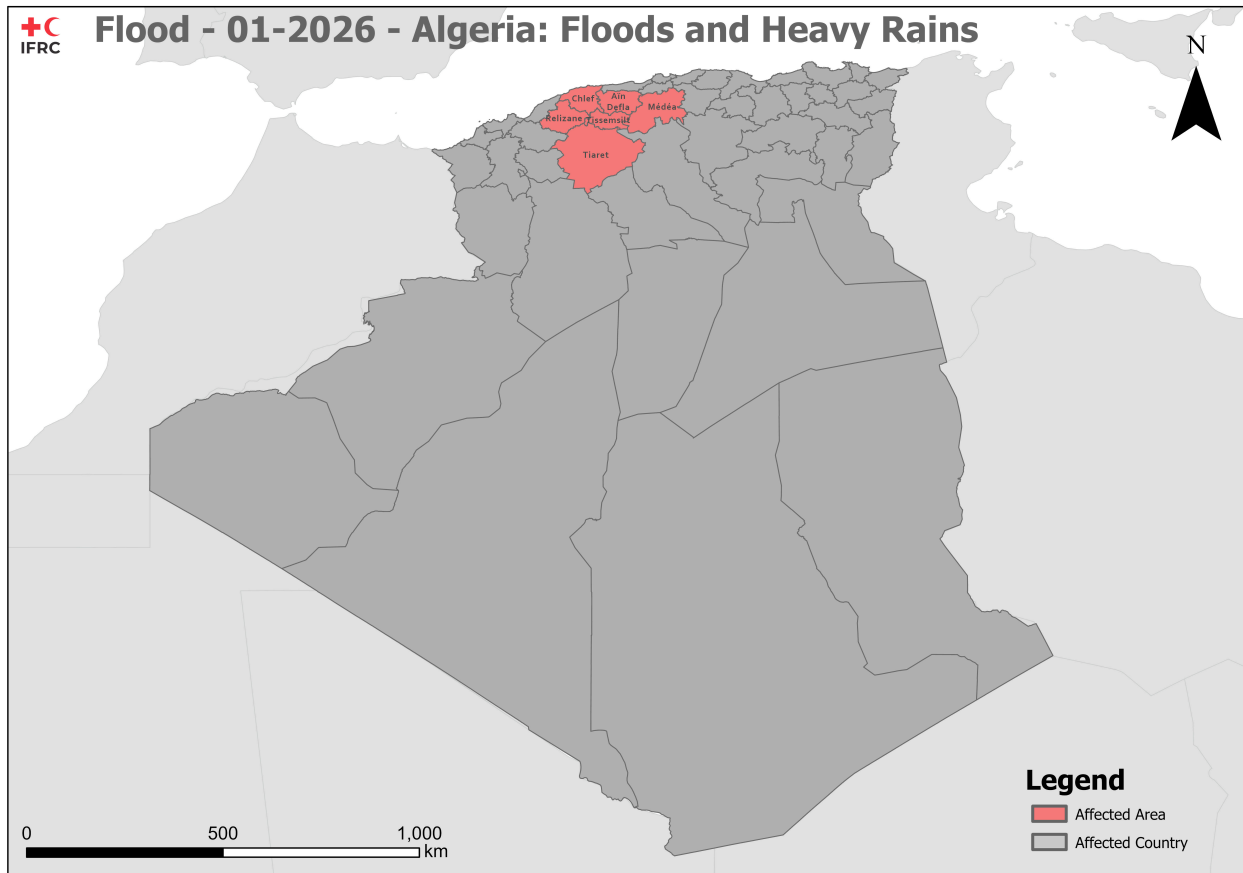 IFRC
Flood - 01-2026 - Algeria: Floods and Heavy Rains
N
Chlef
Aïn
Defla
Médéa
Relizane
Tissemsilt
Tiaret
Legend
Affected Area
Affected Country
0 500 1,000
km